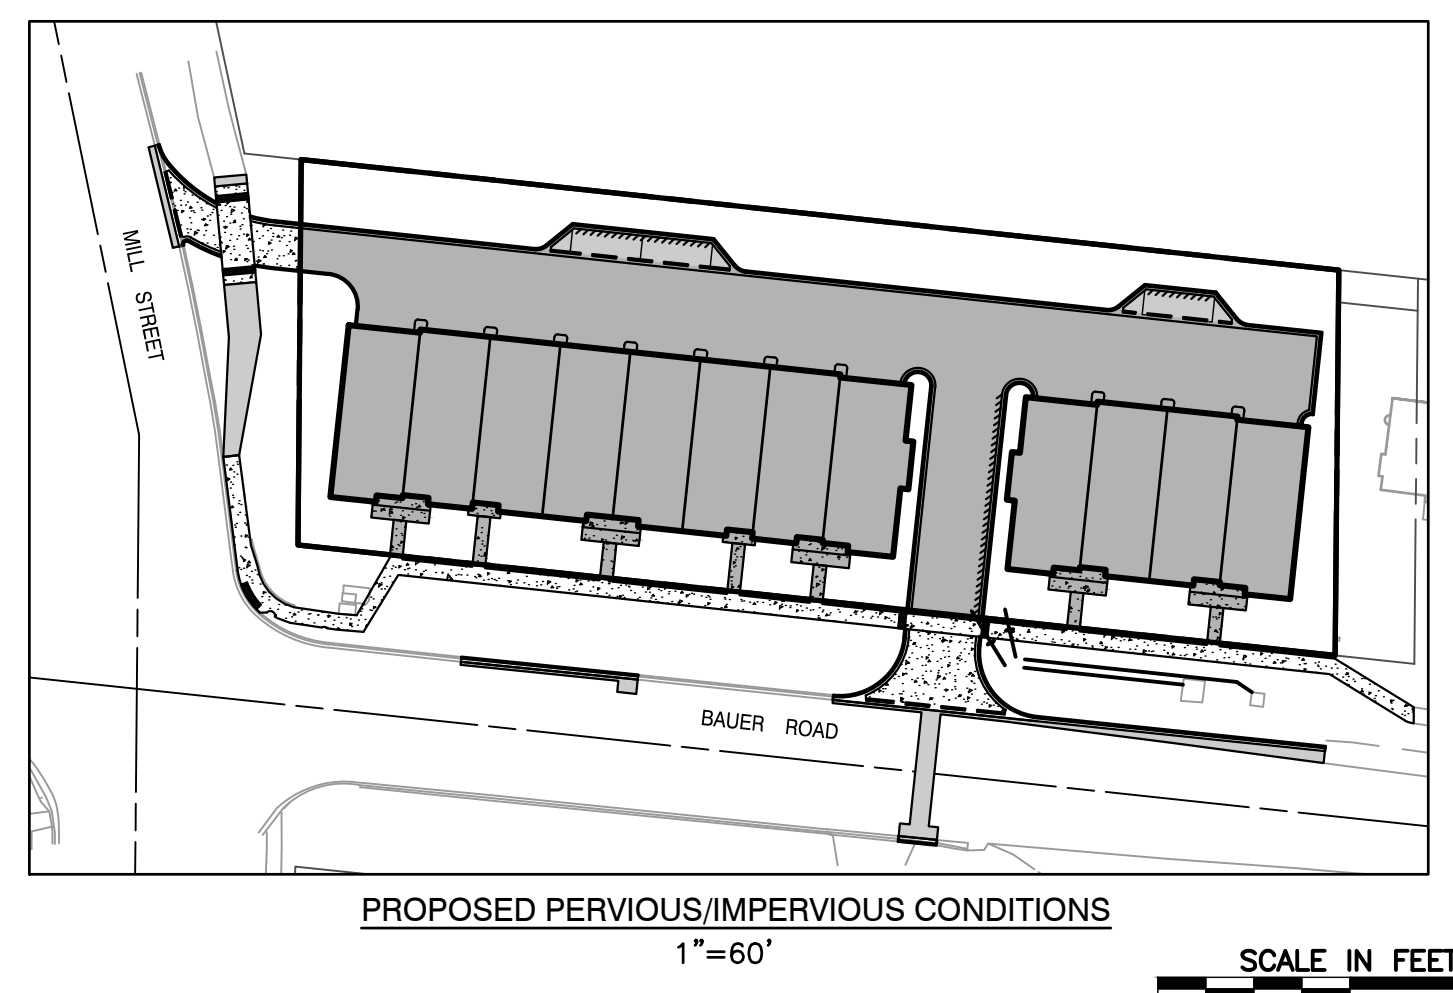 MILL STREET
BAUER ROAD
PROPOSED PERVIOUS/IMPERVIOUS CONDITIONS
1"=60'
SCALE IN FEET